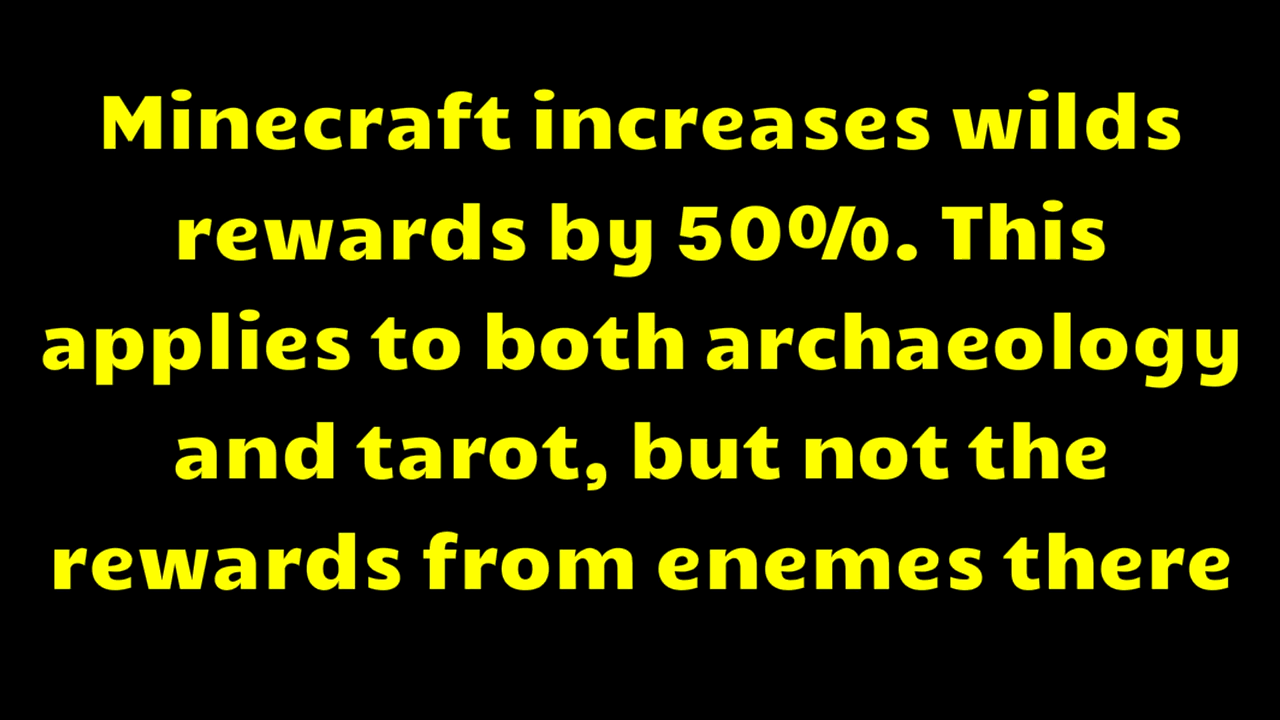 Minecraft increases wilds
rewards by 50%. This
applies to both archaeology
and tarot, but not the
rewards from enemes there